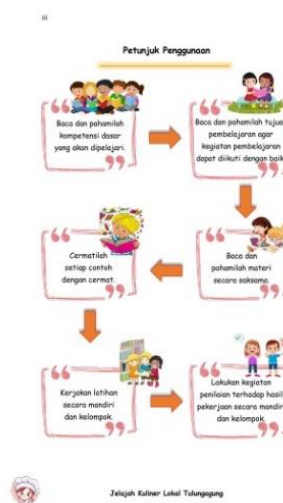 iii
Petunjuk Penggunaan
Baca dan pahamilah
kompetensi dasar
yang akan dipelajari.
Baca dan pahamilah tujua
pembelajaran agar
kegiatan pembelajaran
dapat diikuti dengan baik
Baca dan
pahamilah materi
secara saksama.
Cermatilah
setiap contoh
dengan cermat.
Kerjakan latihan
secara mandiri
dan kelompok.
Lakukan kegiatan
penilaian terhadap hasil
pekerjaan secara mandir
dan kelompok.
Jelajah Kuliner Lokal Tulungagung